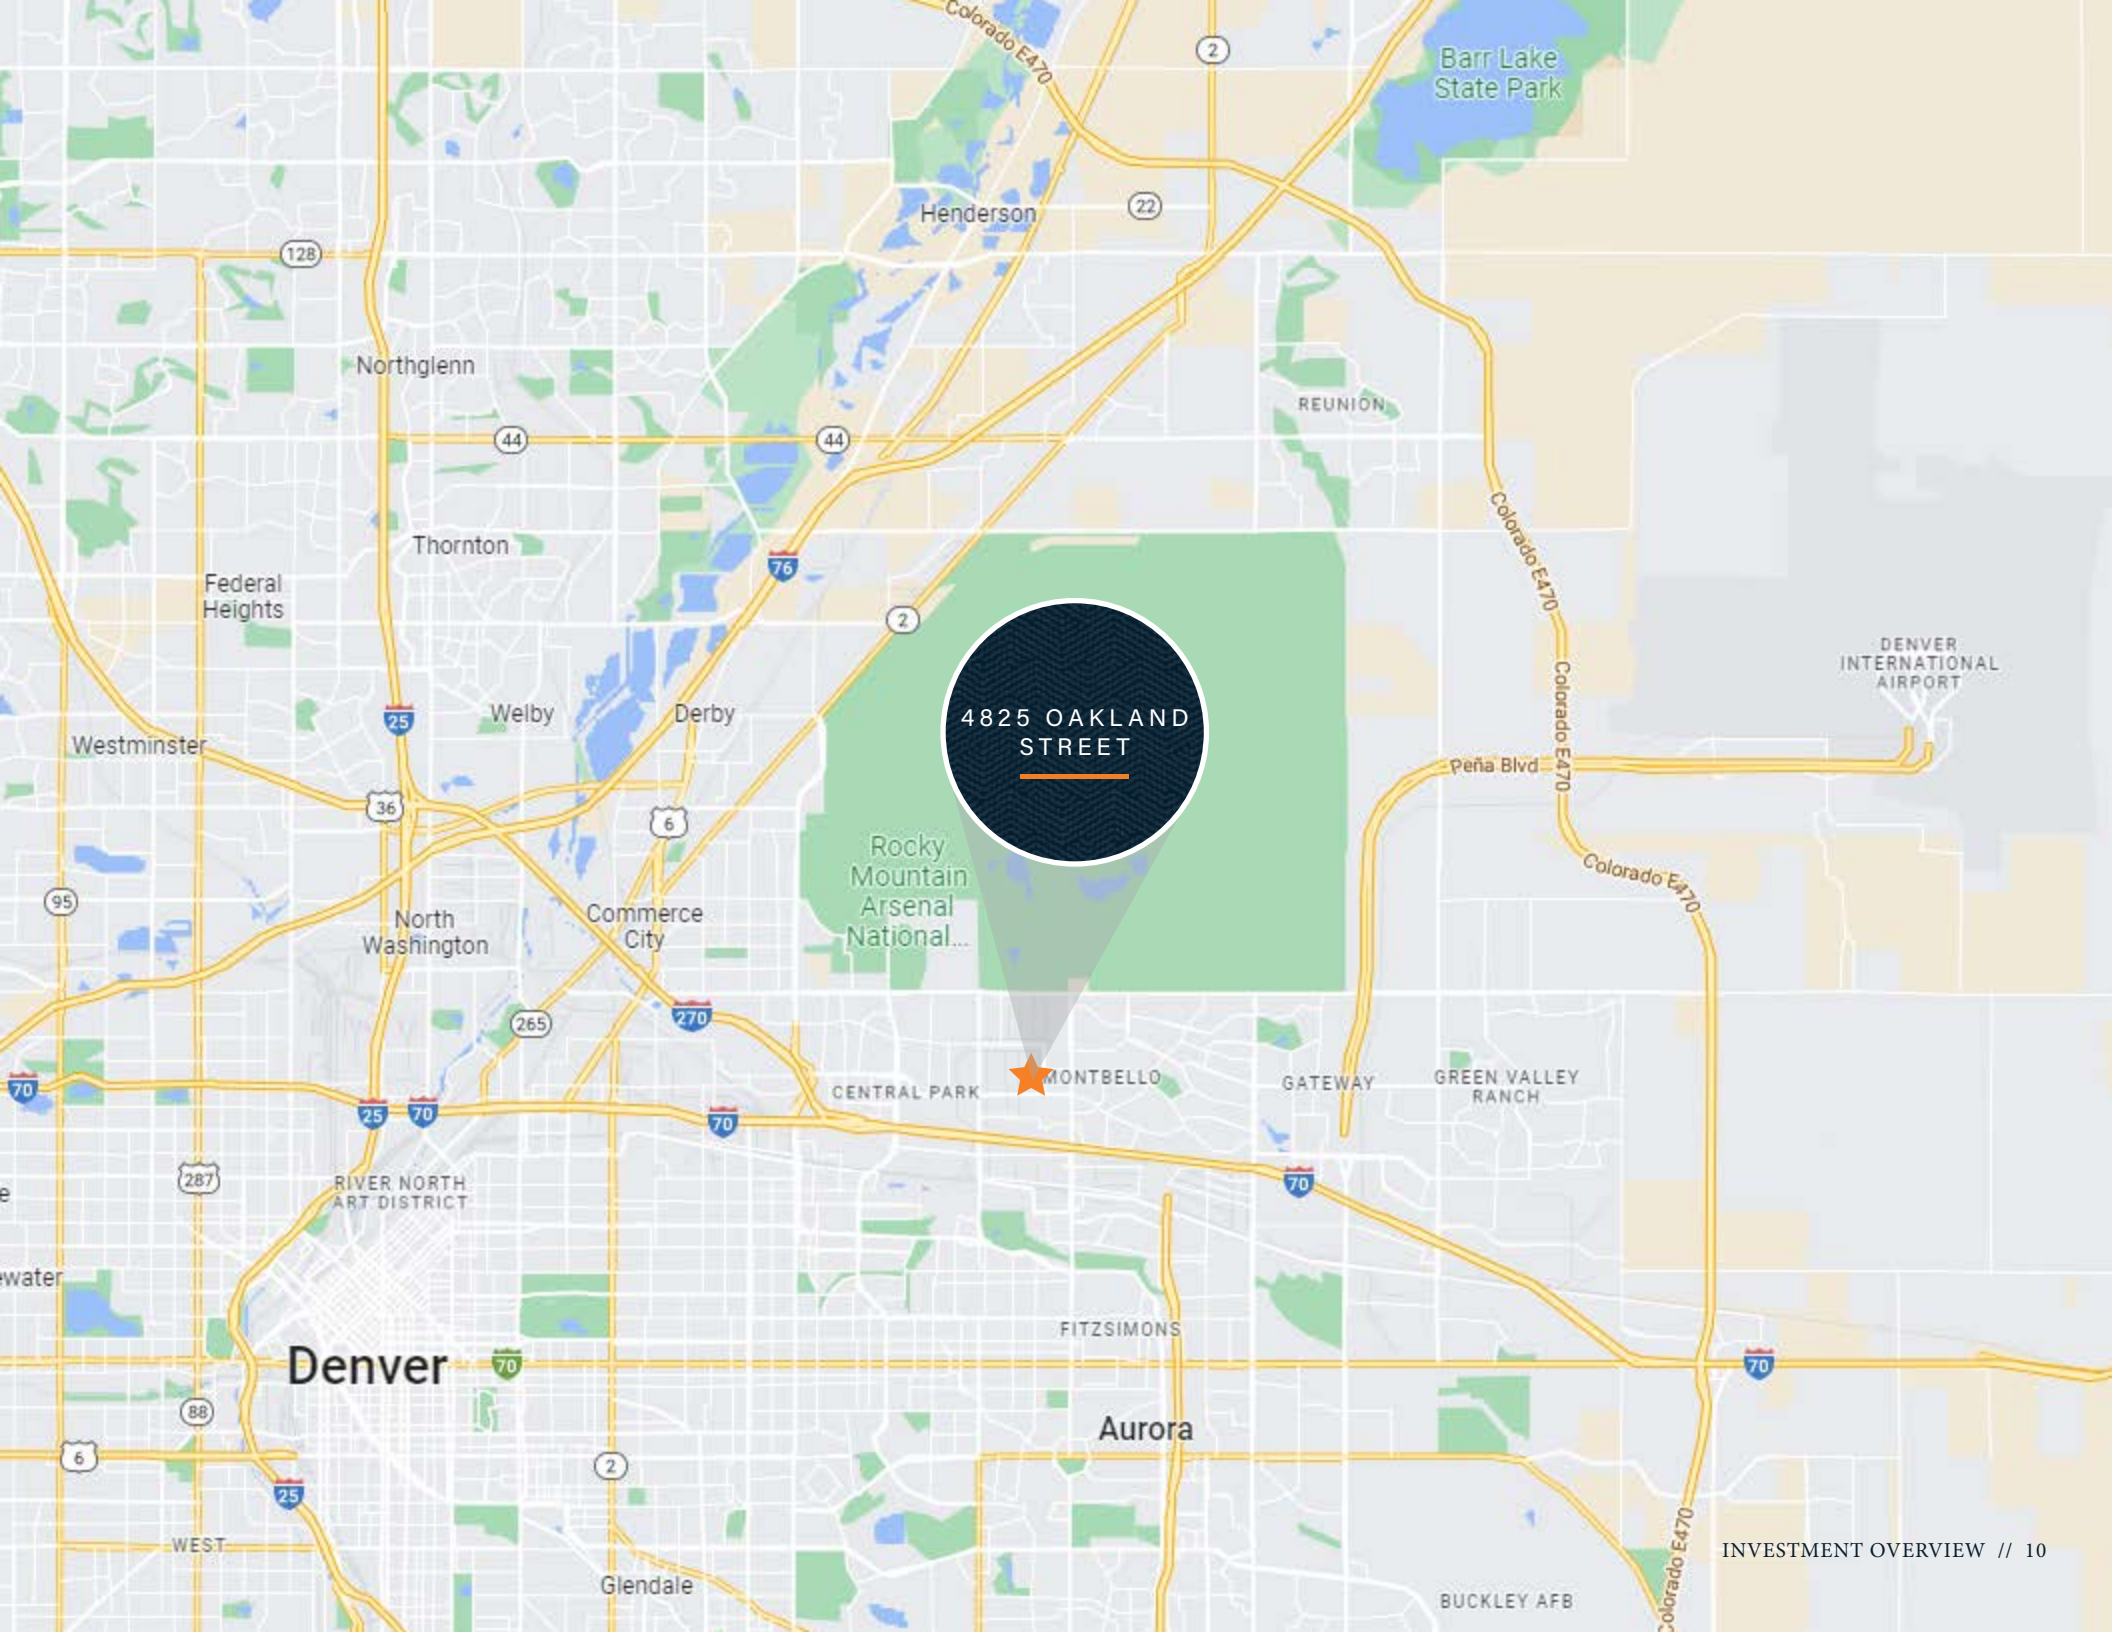 Colorado E470
2
Barr Lake
State Park
22
Henderson
128
Northglenn
REUNION
44
44
Colorado E470
Thornton
76
Federal
Heights
2
DENVER
INTERNATIONAL
AIRPORT
4825 OAKLAND
STREET
Welby
Derby
25
Westminster
Colorado E470
Peña Blvd
36
6
Rocky
Mountain
Arsenal
National...
Colorado E470
95
North
Washington
Commerce
City
265
270
70
MONTBELLO
CENTRAL PARK
GATEWAY
GREEN VALLEY
RANCH
25
70
70
287
RIVER NORTH
ART DISTRICT
70
e
ewater
FITZSIMONS
Denver
70
70
88
Aurora
6
2
25
WEST
Colorado E470
INVESTMENT OVERVIEW // 10
Glendale
BUCKLEY AFB